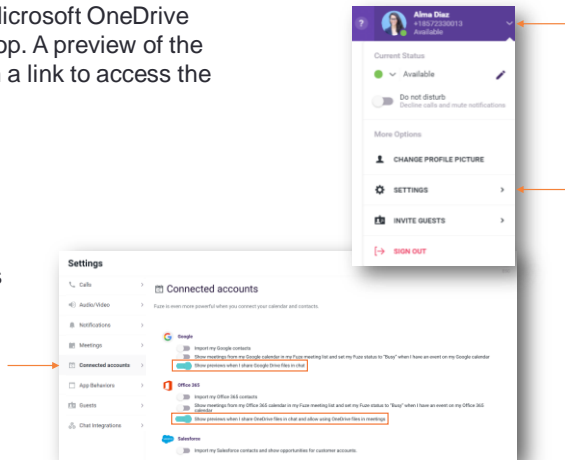 Microsoft OneDrive
op. A preview of the
a link to access the
s
?
Alma Diaz
+18572330013
Available
Current Status
Available
Do not disturb
Decline calls and mute notifications
More Options
CHANGE PROFILE PICTURE
SETTINGS
INVITE GUESTS
SIGN OUT
Settings
Calls
Audio/Video
Notifications
Meetings
Connected accounts
App Behaviors
Guests
Chat Integrations
Connected accounts
Fuze is even more powerful when you connect your calendar and contacts.
Google
Import my Google contacts
Show meetings from my Google calendar in my Fuze meeting list and set my Fuze status to "Busy" when I have an event on my Google calendar
Show previews when I share Google Drive files in chat
Office 365
Import my Office 365 contacts
Show meetings from my Office 365 calendar in my Fuze meeting list and set my Fuze status to "Busy" when I have an event on my Office 365
calendar
Show previews when I share OneDrive files in chat and allow using OneDrive files in meetings
Salesforce
Import my Salesforce contacts and show opportunities for customer accounts.